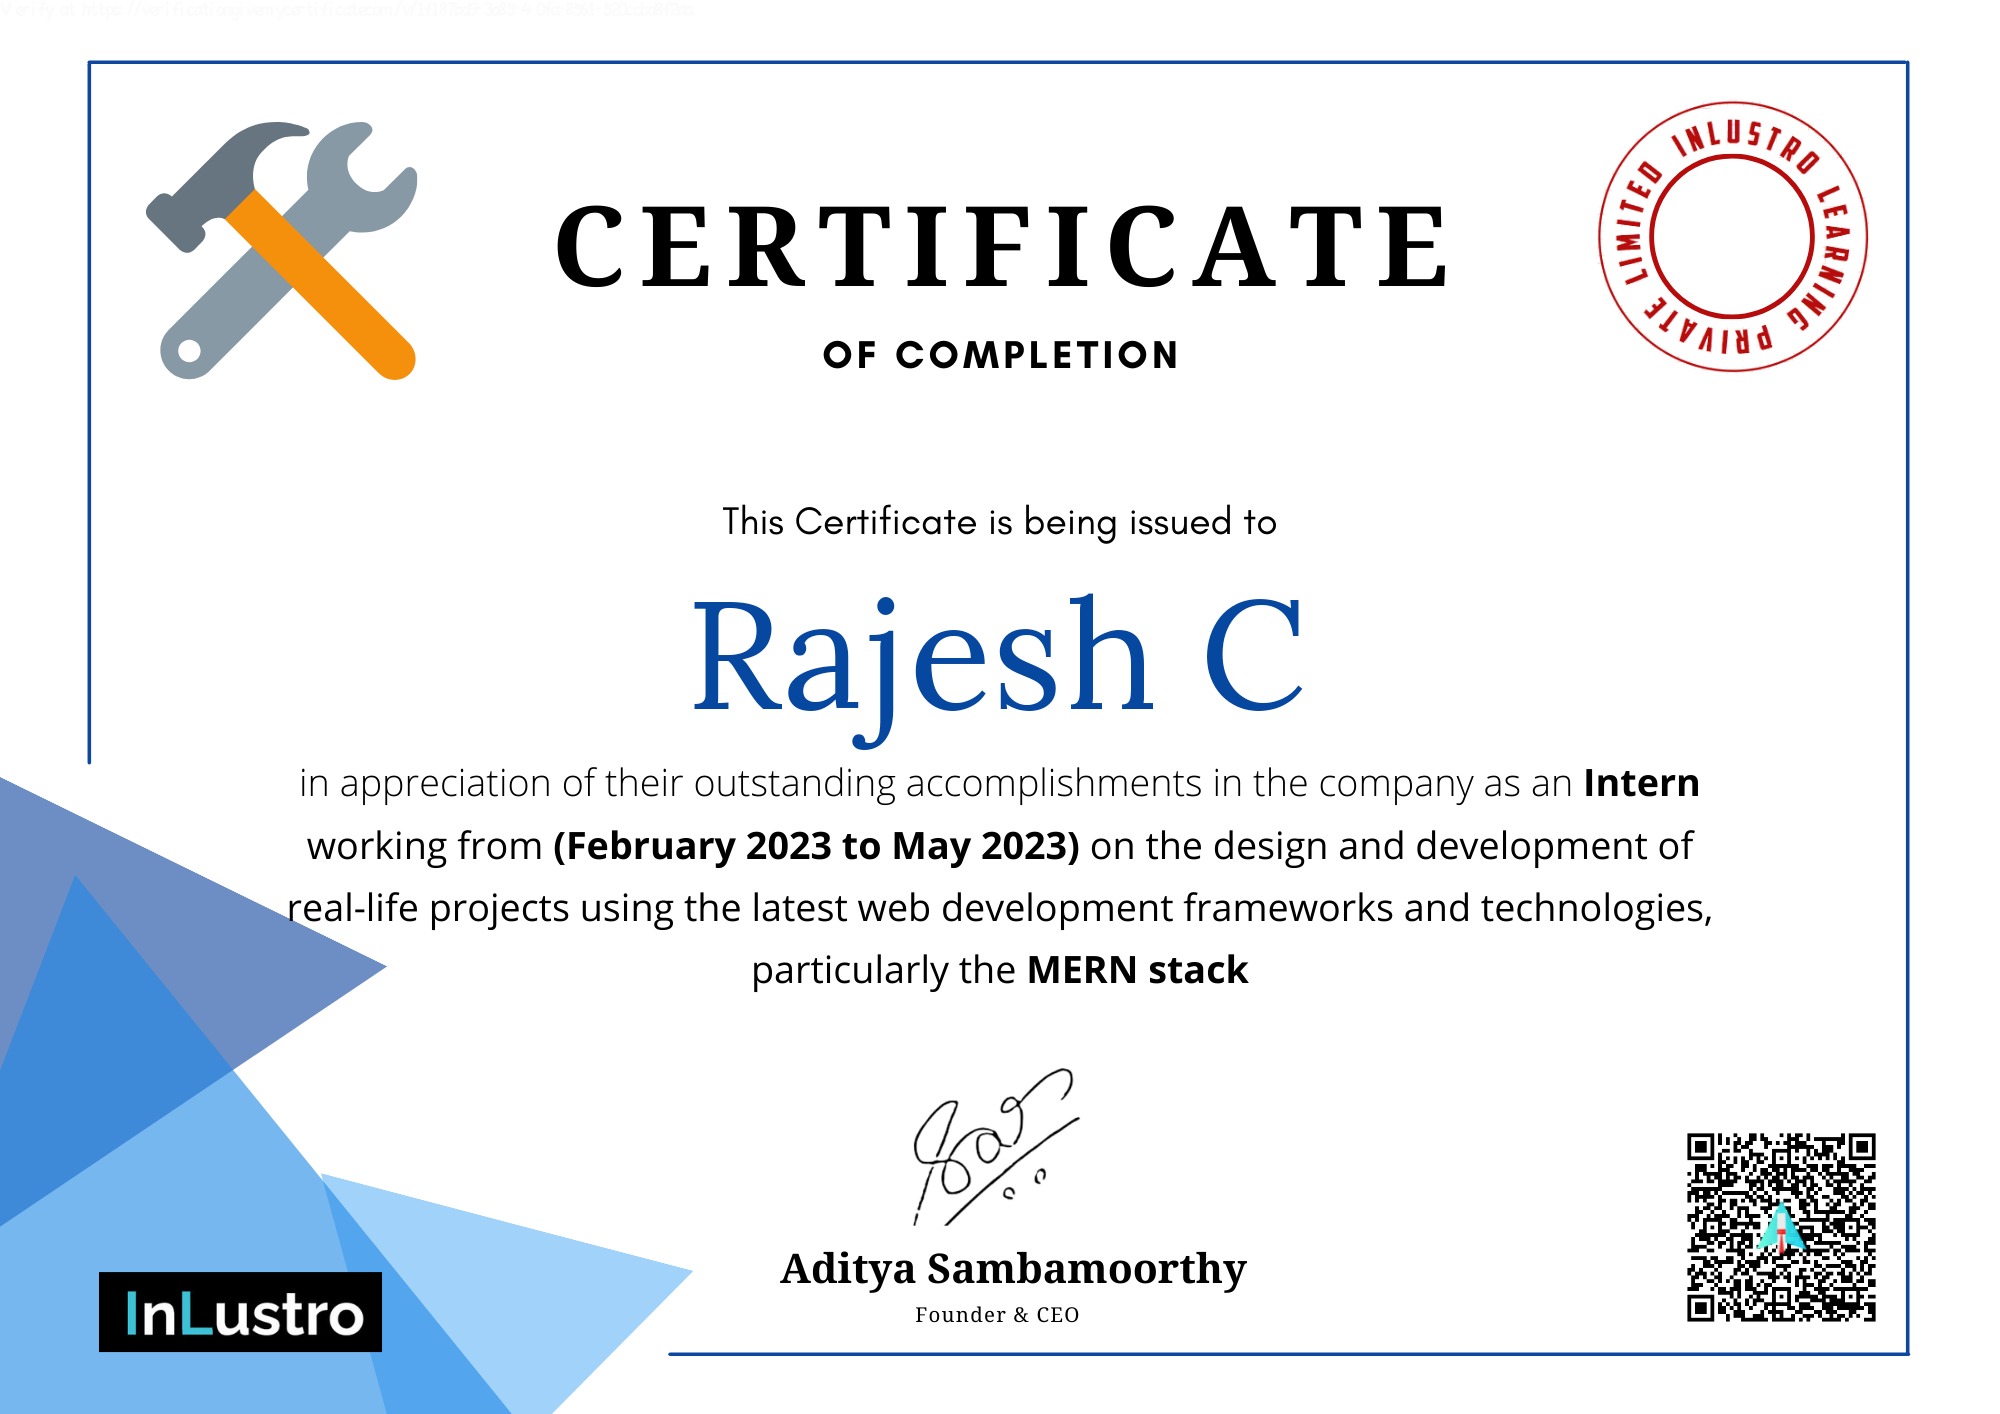 CERTIFICATE
INLUSTRO LEARNING PRIVATE LIMITED
OF COMPLETION
This Certificate is being issued to
Rajesh C
in appreciation of their outstanding accomplishments in the company as an Intern
working from (February 2023 to May 2023) on the design and development of
real-life projects using the latest web development frameworks and technologies,
particularly the MERN stack
Aditya Sambamoorthy
Founder & CEO
InLustro